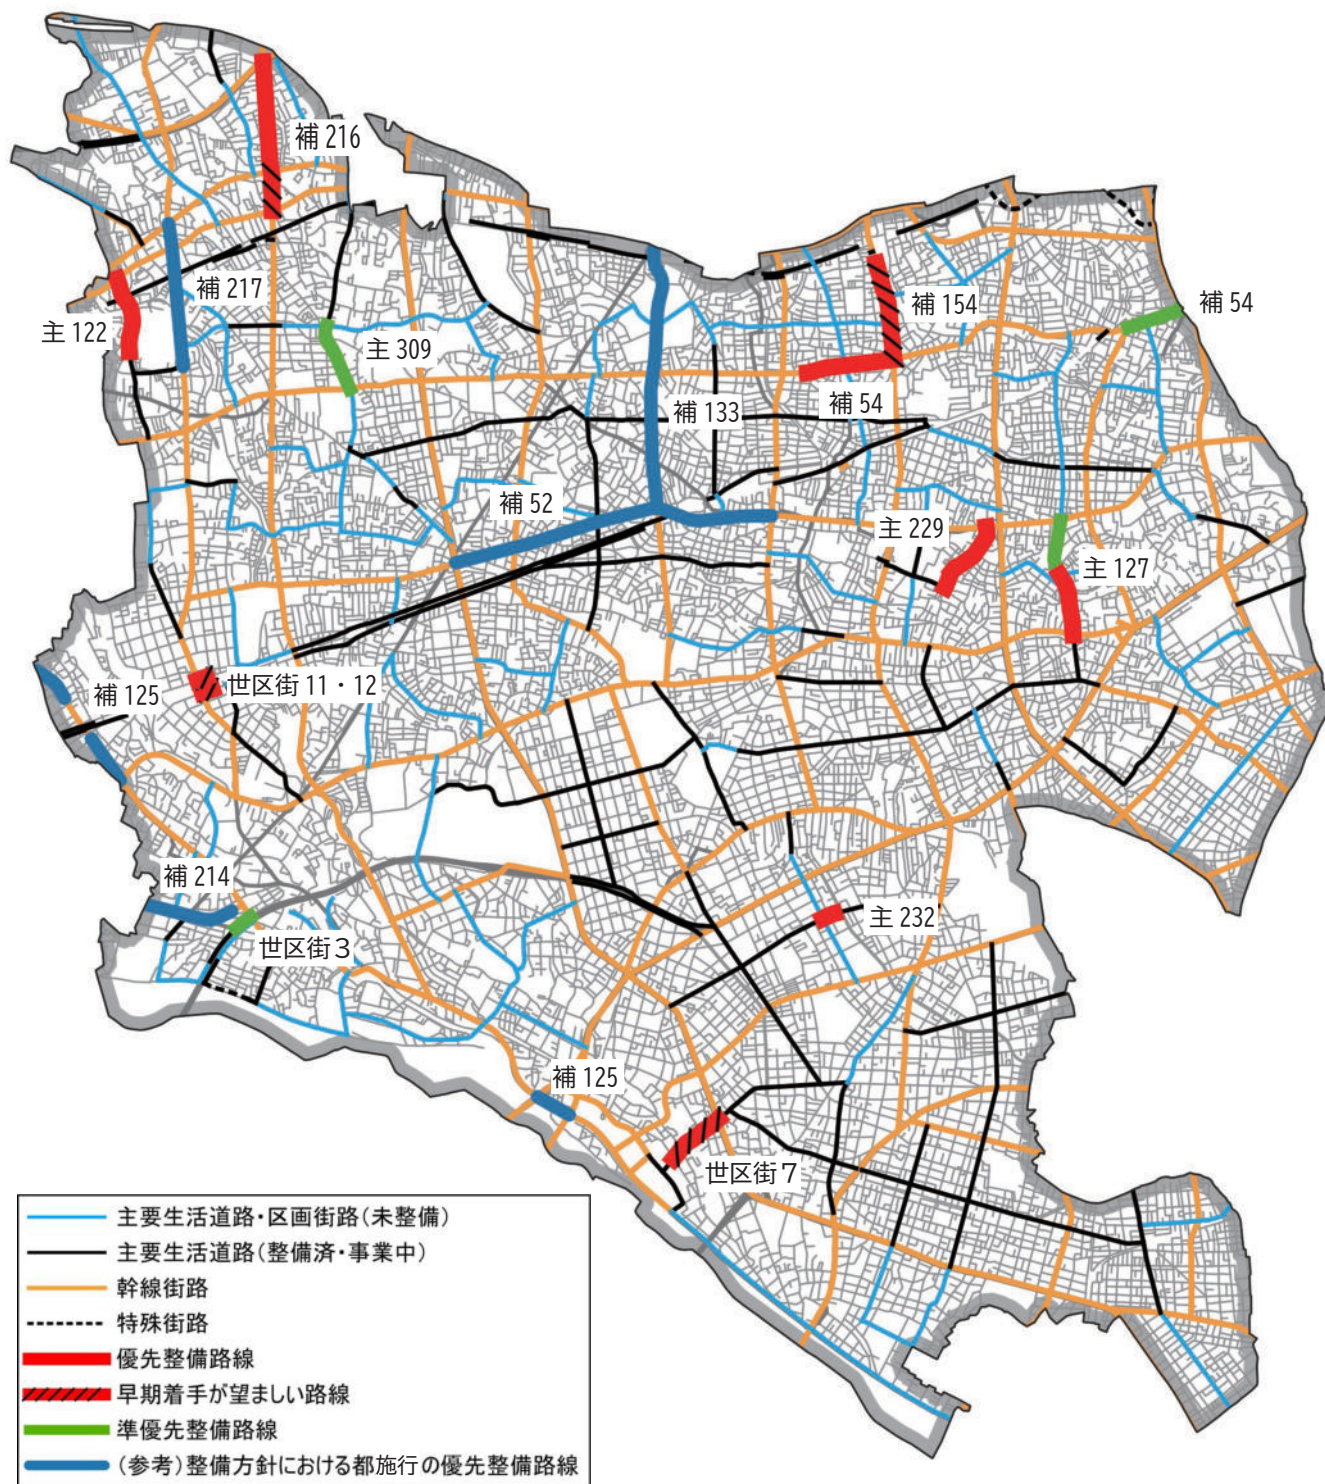 補 216
補 217
主 122
主 309
補 154
補 54
補 54
補 133
補 52
主 229
主 127
世区街 11・12
補 125
補 214
世区街 3
主 232
補 125
世区街 7
主要生活道路・区画街路(未整備)
主要生活道路(整備済・事業中)
幹線街路
特殊街路
優先整備路線
早期着手が望ましい路線
準優先整備路線
(参考)整備方針における都施行の優先整備路線